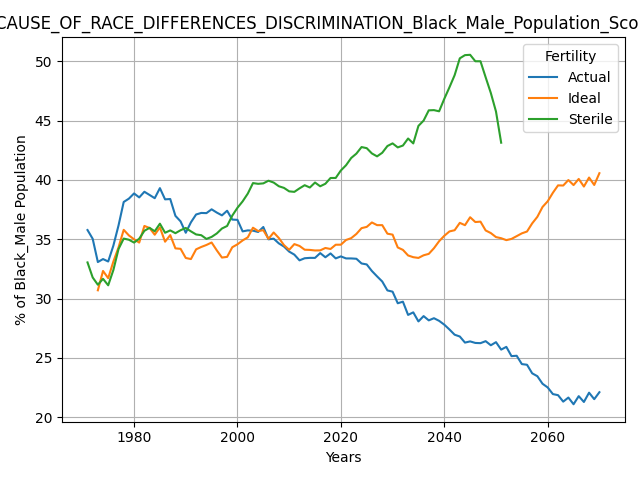 CAUSE_OF_RACE_DIFFERENCES_DISCRIMINATION_Black_Male_Population_Sco
Fertility
Actual
Ideal
Sterile
% of Black_Male Population
50
45
40
35
30
25
20
1980 2000 2020 2040 2060
Years